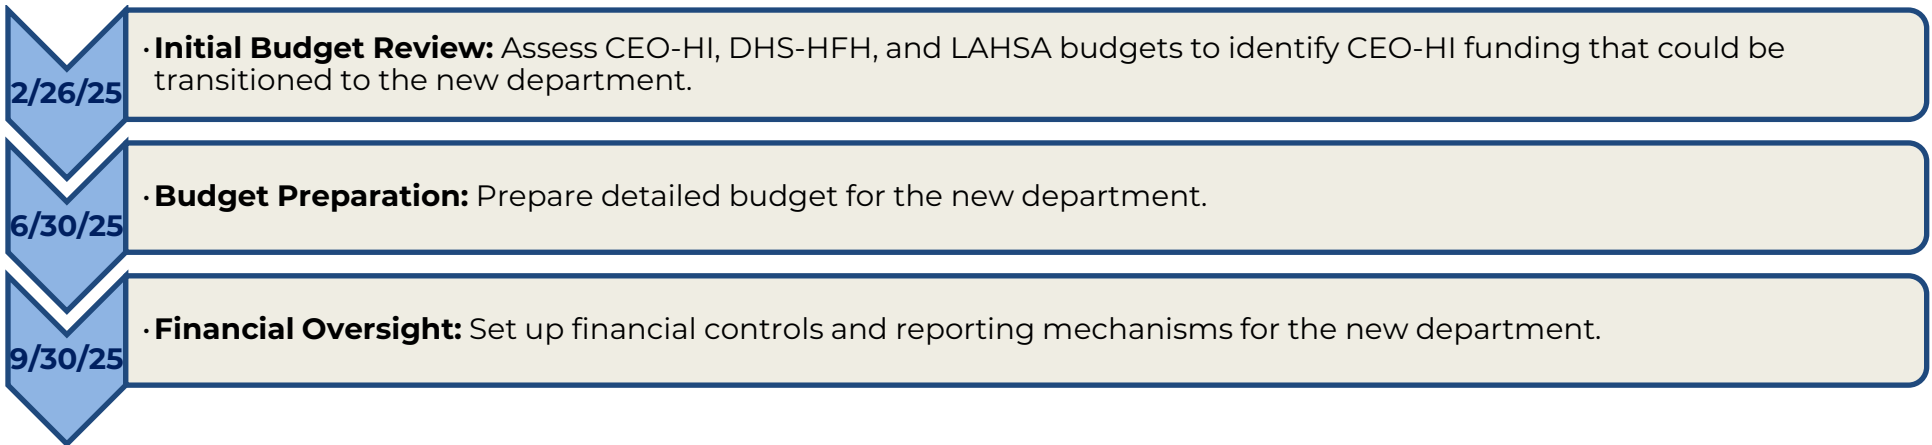 2/26/25
·Initial Budget Review: Assess CEO-HI, DHS-HFH, and LAHSA budgets to identify CEO-HI funding that could be
transitioned to the new department.
6/30/25
·Budget Preparation: Prepare detailed budget for the new department.
9/30/25
·Financial Oversight: Set up financial controls and reporting mechanisms for the new department.